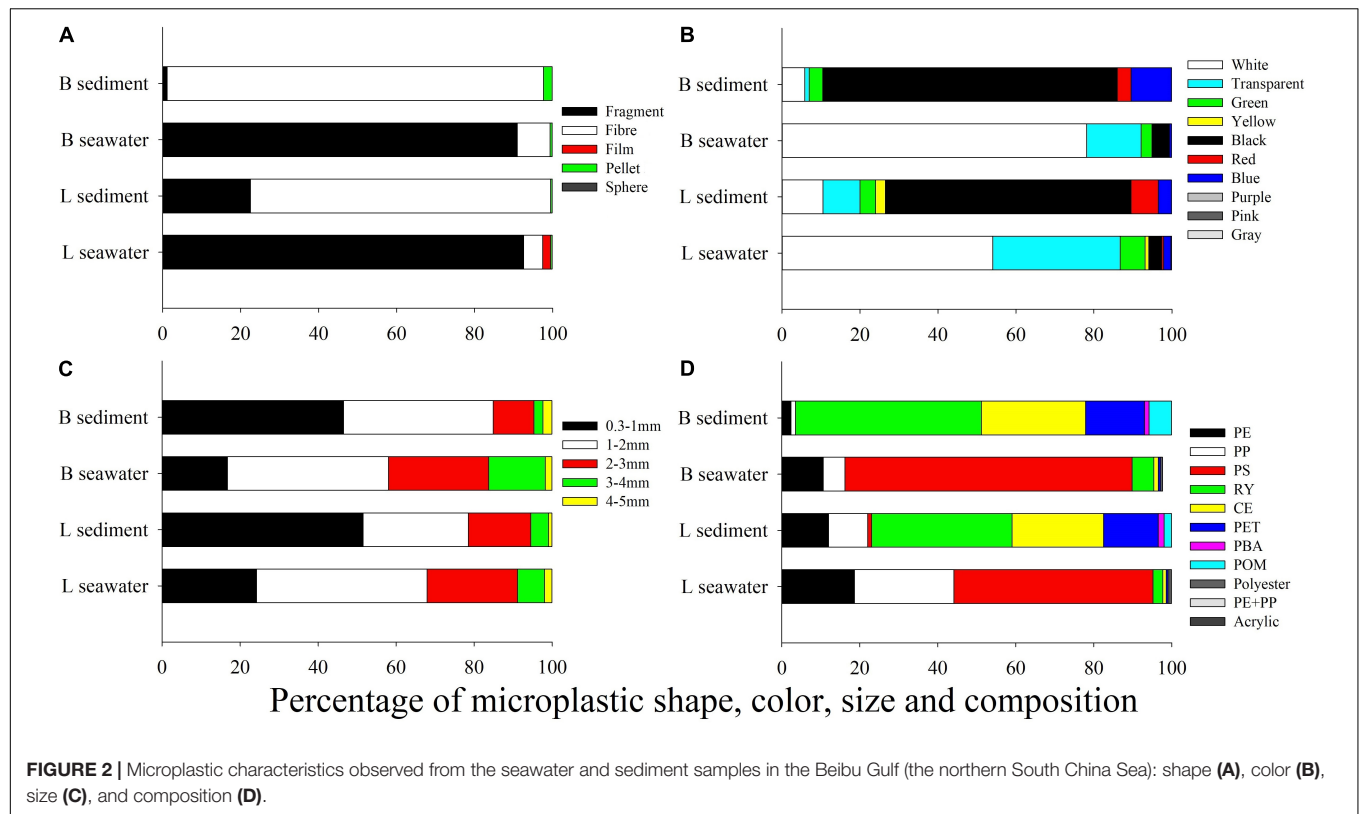 A
B sediment
B seawater
L sediment
L seawater
0 20 40 60 80 100
Fragment
Fibre
Film
Pellet
Sphere
B
B sediment
B seawater
L sediment
L seawater
0 20 40 60 80 100
White
Transparent
Green
Yellow
Black
Red
Blue
Purple
Pink
Gray
C
B sediment
B seawater
L sediment
L seawater
0 20 40 60 80 100
0.3-1mm
1-2mm
2-3mm
3-4mm
4-5mm
D
B sediment
B seawater
L sediment
L seawater
0 20 40 60 80 100
PE
PP
PS
RY
CE
PET
PBA
POM
Polyester
PE+PP
Acrylic
Percentage of microplastic shape, color, size and composition
FIGURE 2 | Microplastic characteristics observed from the seawater and sediment samples in the Beibu Gulf (the northern South China Sea): shape (A), color (B),
size (C), and composition (D).